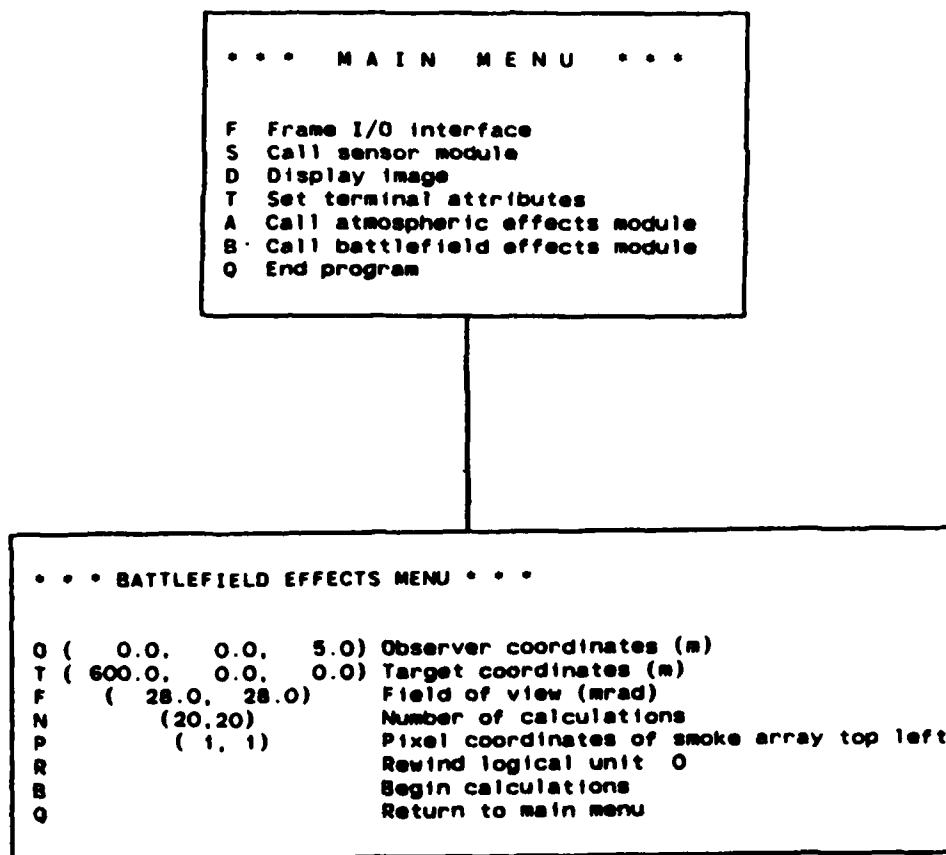 * * * MAIN MENU * * *
F Frame I/O interface
S Call sensor module
D Display image
T Set terminal attributes
A Call atmospheric effects module
B Call battlefield effects module
Q End program
* * * BATTLEFIELD EFFECTS MENU * * *
O ( 0.0, 0.0, 5.0) Observer coordinates (m)
T ( 600.0, 0.0, 0.0) Target coordinates (m)
F ( 28.0, 28.0) Field of view (mrad)
N (20,20) Number of calculations
P ( 1, 1) Pixel coordinates of smoke array top left
R Rewind logical unit 0
B Begin calculations
Q Return to main menu